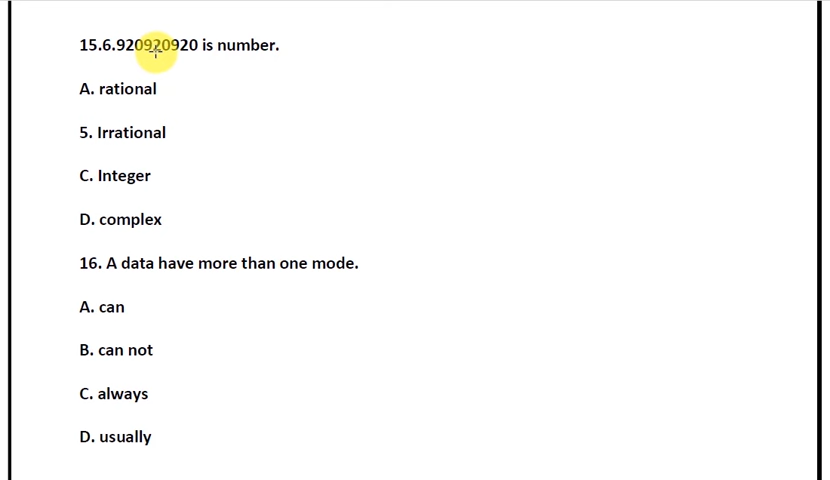 15.6.920920920 is number.
A. rational
5. Irrational
C. Integer
D. complex
16. A data have more than one mode.
A. can
B. can not
C. always
D. usually